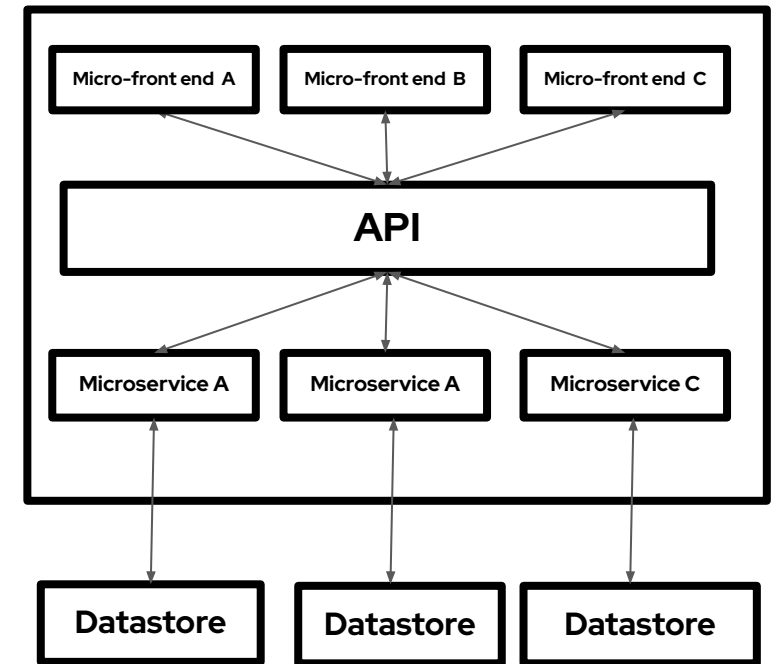 Micro-front end A
Micro-front end B
Micro-front end C
API
Microservice A
Microservice A
Microservice C
Datastore
Datastore
Datastore